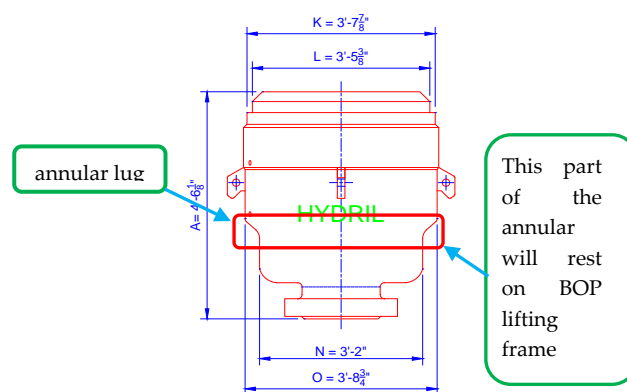 K = 3'-7⅞"
L = 3'-5⅜"
annular lug
A= 4'-6⅛"
HYDRIL
This part
of the
annular
will rest
on BOP
lifting
frame
N = 3'-2"
O = 3'-8¾"